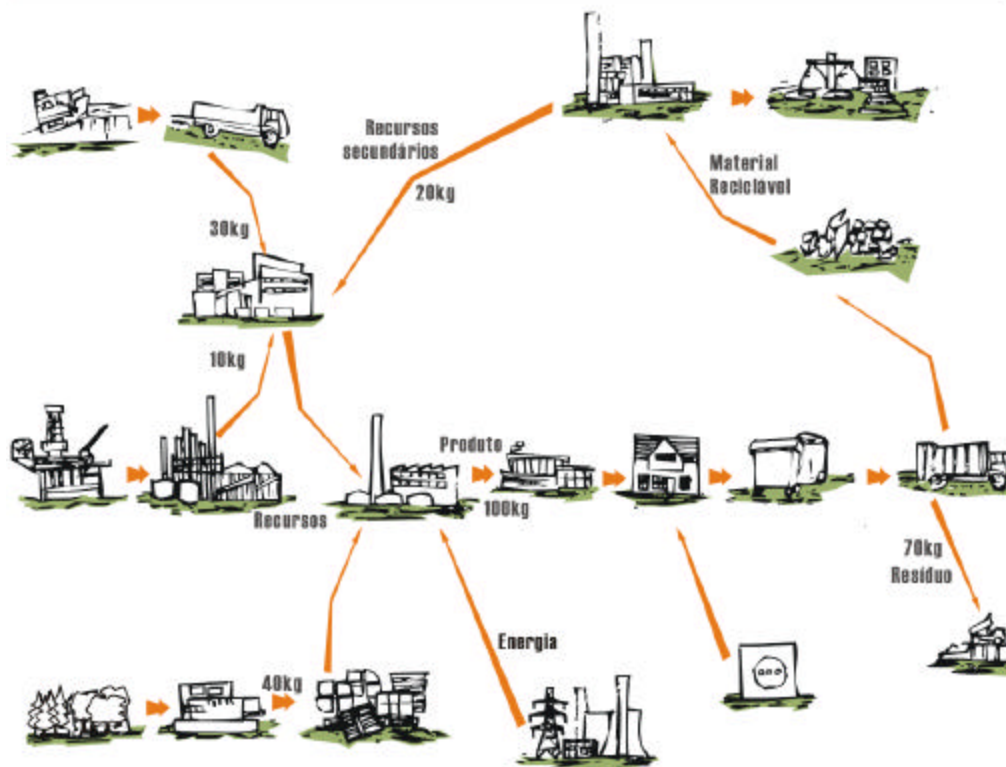 Recursos
secundários
20kg
Material
Reciclável
30kg
10kg
Produto
100kg
Recursos
70kg
Resíduo
Energia
40kg